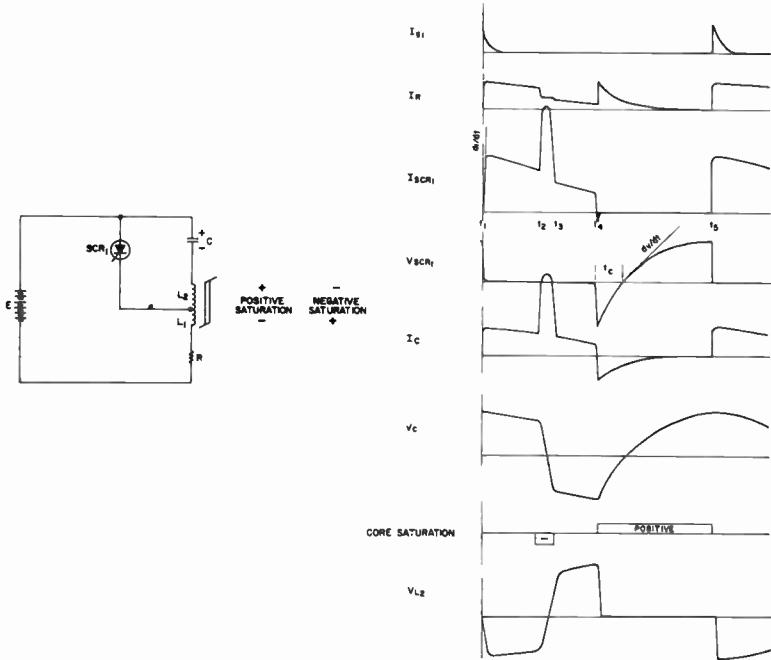 E
SCR1
+
C
−
L2
L1
R
+
POSITIVE
SATURATION
−
−
NEGATIVE
SATURATION
+
IS1
IR
di/dt
ISCR1
t1 t2 t3 t4 t5
VSCR1
tC
dv/dt
IC
VC
CORE SATURATION
−
POSITIVE
VL2